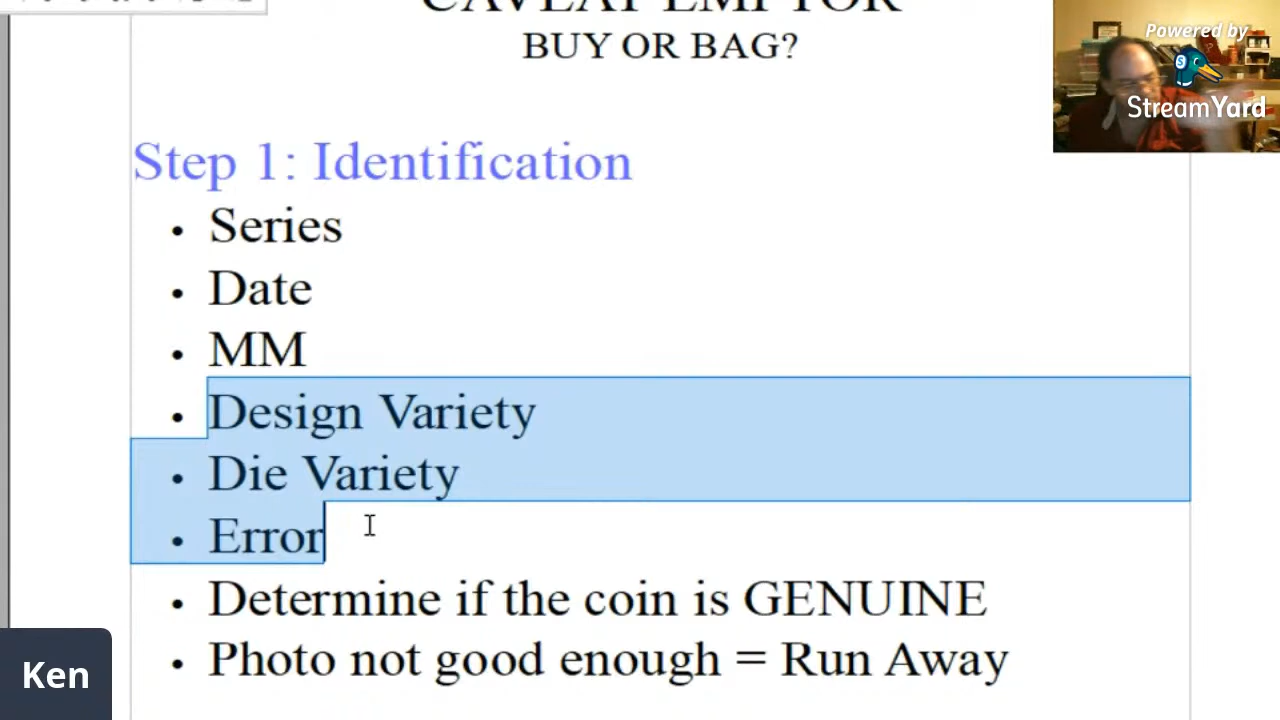 CAVEAT EMPTOR
BUY OR BAG?
Powered by
StreamYard
Step 1: Identification
• Series
• Date
• MM
• Design Variety
• Die Variety
• Error
• Determine if the coin is GENUINE
• Photo not good enough = Run Away
Ken